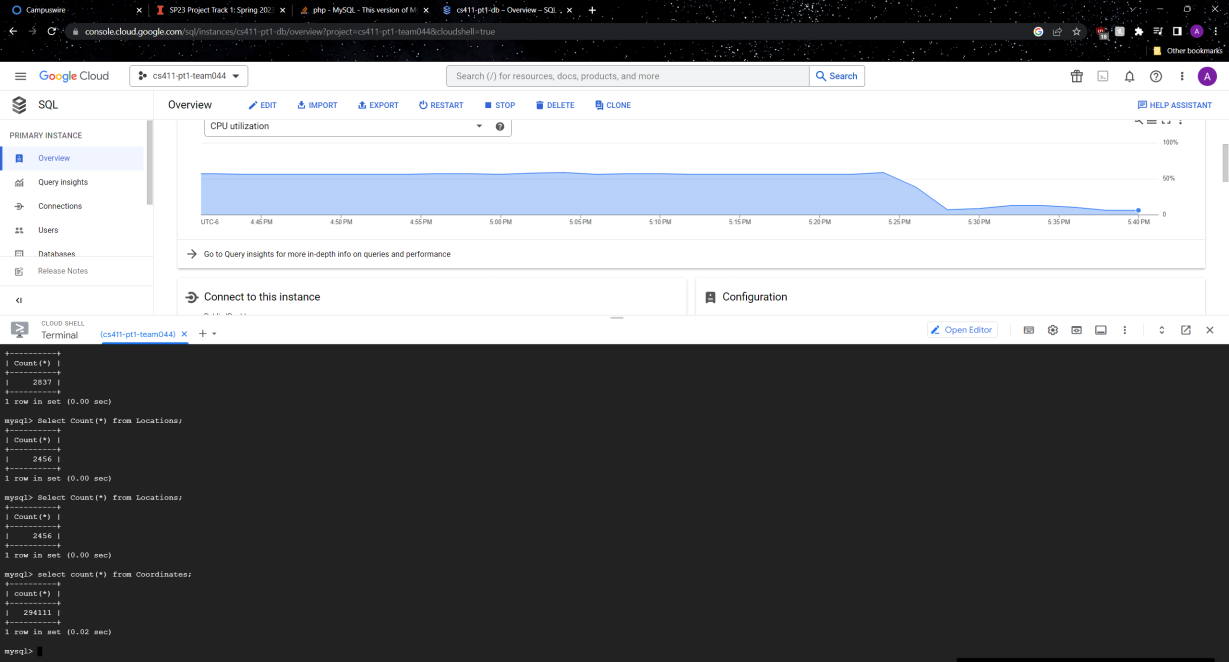 Campuswire
SP23 Project Track 1: Spring 202
php - MySQL - This version of M
cs411-pt1-db – Overview – SQL
console.cloud.google.com/sql/instances/cs411-pt1-db/overview?project=cs411-pt1-team044&cloudshell=true
18
A
Other bookmarks
Google Cloud
cs411-pt1-team044
Search (/) for resources, docs, products, and more
Search
A
SQL
Overview
EDIT
IMPORT
EXPORT
RESTART
STOP
DELETE
CLONE
HELP ASSISTANT
PRIMARY INSTANCE
Overview
Query insights
Connections
Users
Databases
Release Notes
CPU utilization
100%
50%
0
UTC-6
4:45 PM
4:50 PM
4:55 PM
5:00 PM
5:05 PM
5:10 PM
5:15 PM
5:20 PM
5:25 PM
5:30 PM
5:35 PM
5:40 PM
Go to Query insights for more in-depth info on queries and performance
Connect to this instance
Configuration
CLOUD SHELL
Terminal
(cs411-pt1-team044)
Open Editor
+----------+
| Count(*) |
+----------+
|     2837 |
+----------+
1 row in set (0.00 sec)
mysql> Select Count(*) from Locations;
+----------+
| Count(*) |
+----------+
|     2456 |
+----------+
1 row in set (0.00 sec)
mysql> Select Count(*) from Locations;
+----------+
| Count(*) |
+----------+
|     2456 |
+----------+
1 row in set (0.00 sec)
mysql> select count(*) from Coordinates;
+----------+
| count(*) |
+----------+
|   294111 |
+----------+
1 row in set (0.02 sec)
mysql>